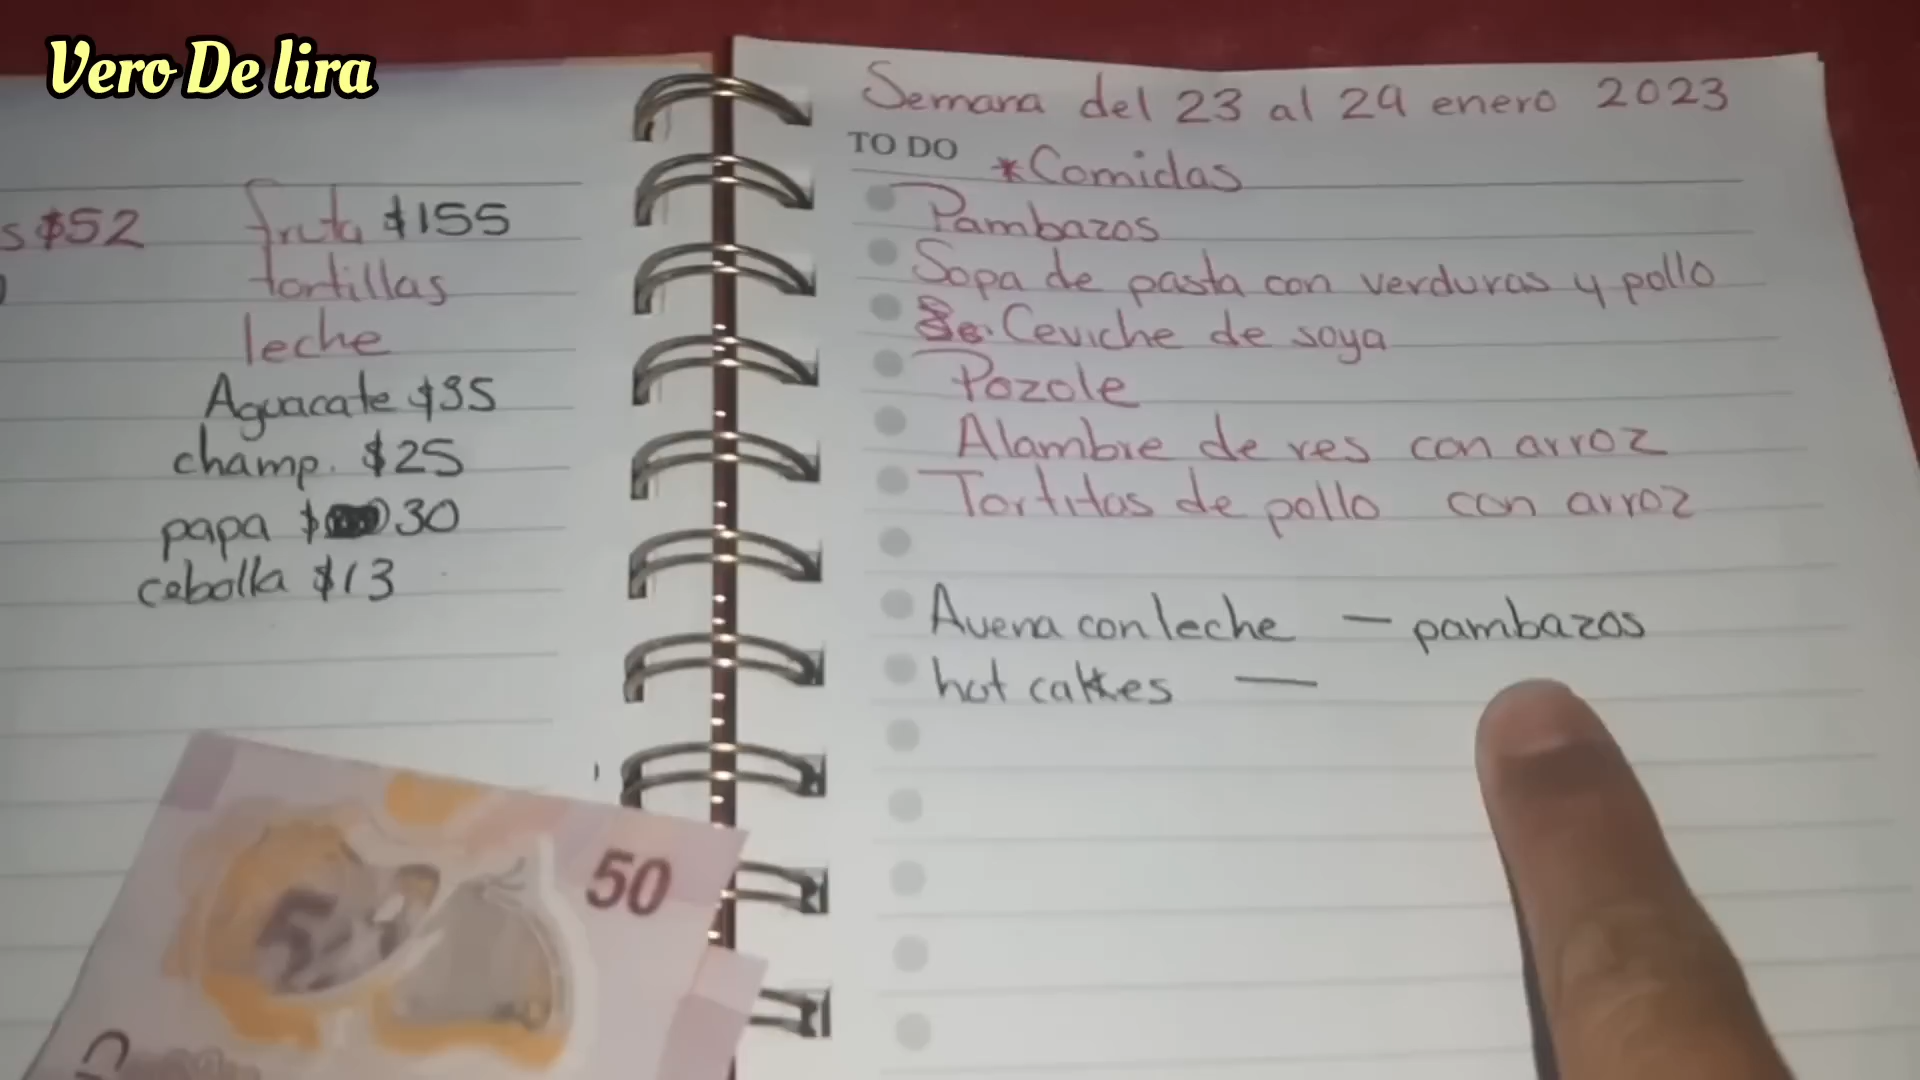 Vero De lira
s $52 fruta $155
tortillas
leche
Aguacate $35
champ. $25
papa $ 30
cebolla $13
50
Semana del 23 al 29 enero 2023
TO DO *Comidas
Pambazos
Sopa de pasta con verduras y pollo
Ceviche de soya
Pozole
Alambre de res con arroz
Tortitas de pollo con arroz
Avena con leche — pambazos
hot cakes —